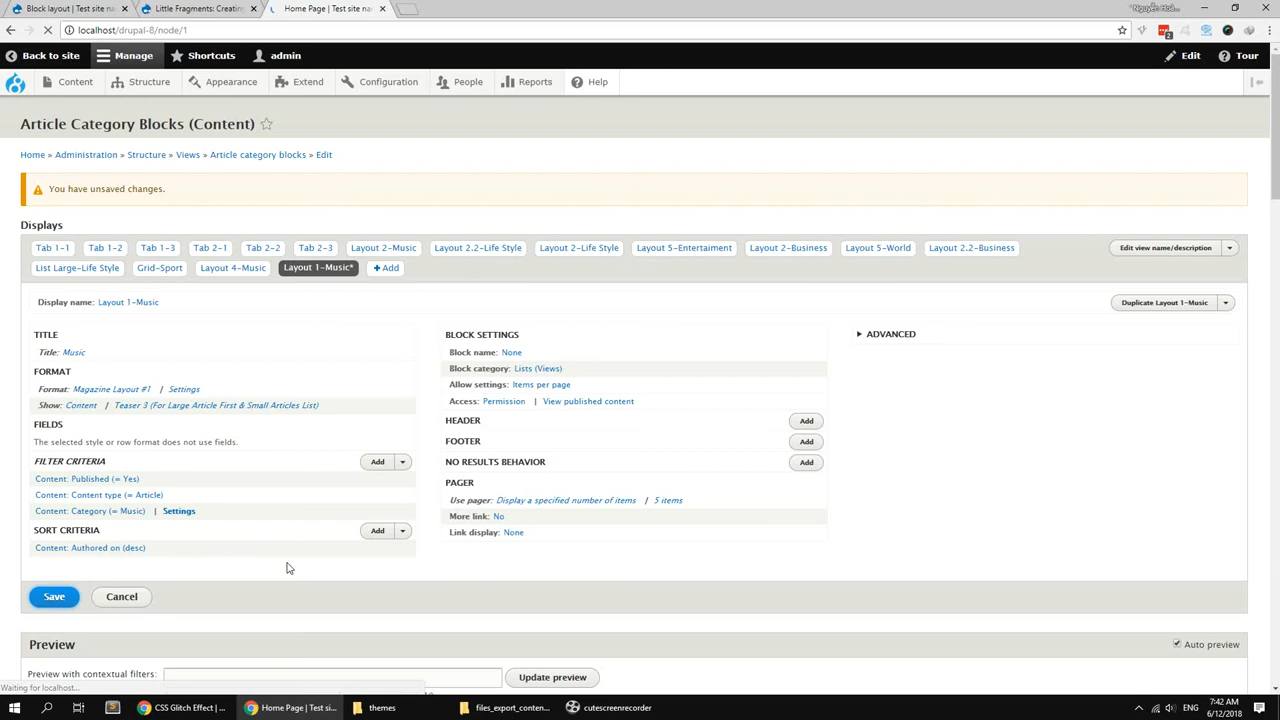 Block layout | Test site na
Little Fragments: Creating
Home Page | Test site nam
localhost/drupal-8/node/1
2
Back to site
Manage
Shortcuts
admin
Edit
Tour
Content
Structure
Appearance
Extend
Configuration
People
Reports
Help
Article Category Blocks (Content)
Home » Administration » Structure » Views » Article category blocks » Edit
You have unsaved changes.
Displays
Tab 1-1
Tab 1-2
Tab 1-3
Tab 2-1
Tab 2-2
Tab 2-3
Layout 2-Music
Layout 2.2-Life Style
Layout 2-Life Style
Layout 5-Entertaiment
Layout 2-Business
Layout 5-World
Layout 2.2-Business
Edit view name/description
List Large-Life Style
Grid-Sport
Layout 4-Music
Layout 1-Music*
Add
Display name: Layout 1-Music
Duplicate Layout 1-Music
TITLE
Title: Music
FORMAT
Format: Magazine Layout #1 | Settings
Show: Content | Teaser 3 (For Large Article First & Small Articles List)
FIELDS
The selected style or row format does not use fields.
FILTER CRITERIA
Add
Content: Published (= Yes)
Content: Content type (= Article)
Content: Category (= Music) | Settings
SORT CRITERIA
Add
Content: Authored on (desc)
BLOCK SETTINGS
Block name: None
Block category: Lists (Views)
Allow settings: Items per page
Access: Permission | View published content
HEADER
Add
FOOTER
Add
NO RESULTS BEHAVIOR
Add
PAGER
Use pager: Display a specified number of items | 5 items
More link: No
Link display: None
ADVANCED
Save
Cancel
Preview
Auto preview
Preview with contextual filters:
Update preview
Waiting for localhost...
CSS Glitch Effect | ...
Home Page | Test si...
themes
files_export_conten...
cutescreenrecorder
7:42 AM
6/12/2018